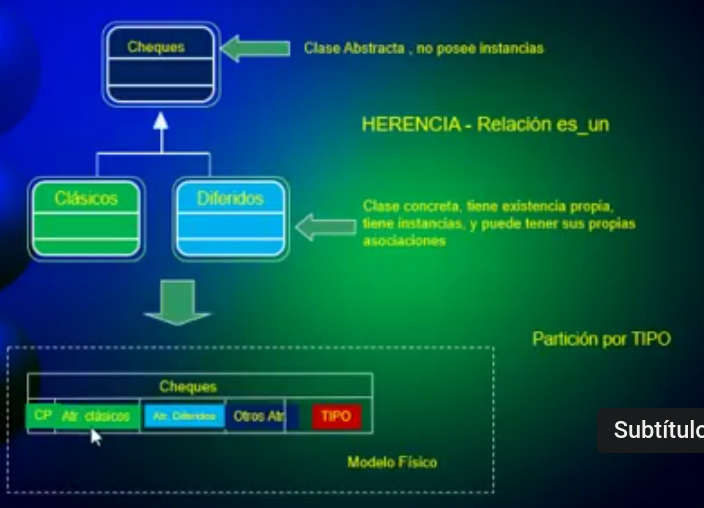 Cheques
Clase Abstracta , no posee instancias
HERENCIA - Relación es_un
Clásicos
Diferidos
Clase concreta, tiene existencia propia,
tiene instancias, y puede tener sus propias
asociaciones
Partición por TIPO
Cheques
CP Atr. clásicos Atr. Diferidos Otros Atr. TIPO
Subtítulo
Modelo Físico